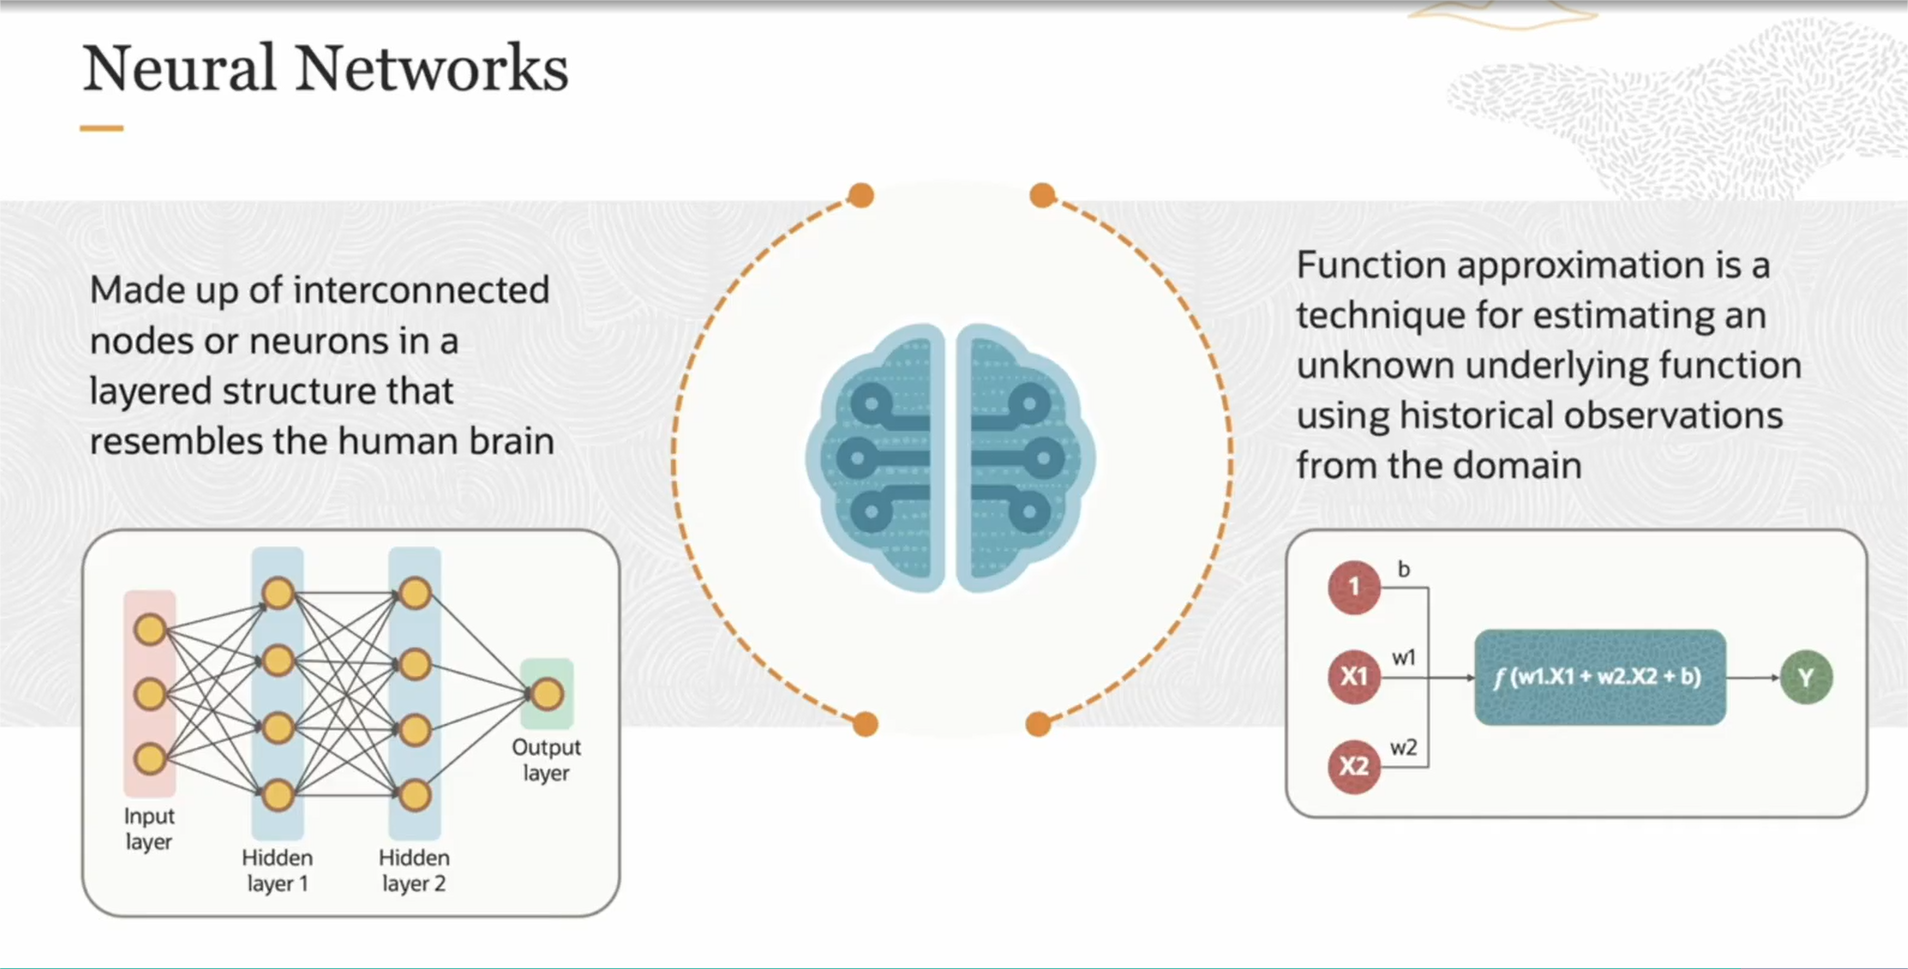 Neural Networks
Made up of interconnected
nodes or neurons in a
layered structure that
resembles the human brain
Input
layer
Hidden
layer 1
Hidden
layer 2
Output
layer
Function approximation is a
technique for estimating an
unknown underlying function
using historical observations
from the domain
1
b
X1
w1
X2
w2
f (w1.X1 + w2.X2 + b)
Y